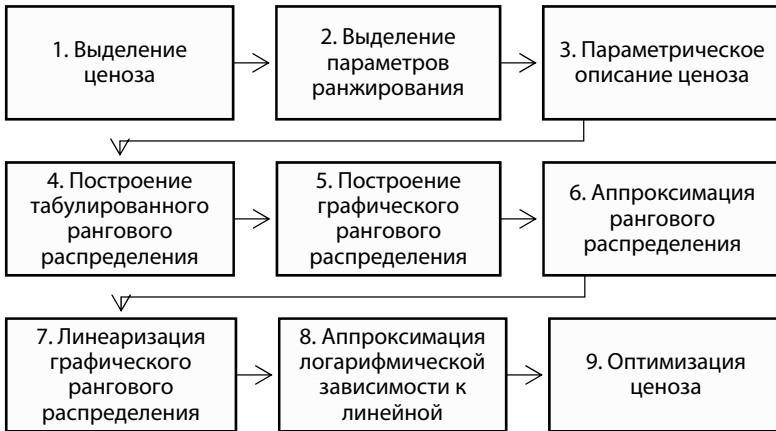 1. Выделение
ценоза
2. Выделение
параметров
ранжирования
3. Параметрическое
описание ценоза
4. Построение
табулированного
рангового
распределения
5. Построение
графического
рангового
распределения
6. Аппроксимация
рангового
распределения
7. Линеаризация
графического
рангового
распределения
8. Аппроксимация
логарифмической
зависимости к
линейной
9. Оптимизация
ценоза